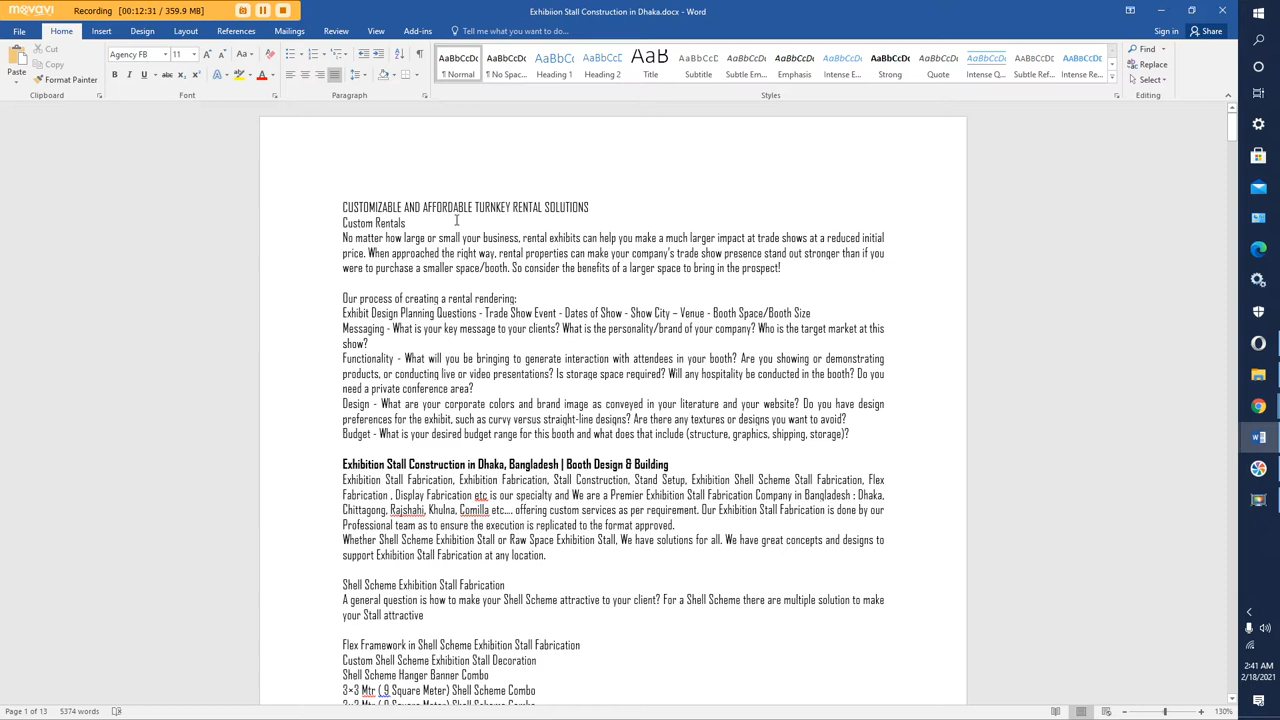 movavi
Recording (00:12:31 / 359.9 MB)
Exhibiion Stall Construction in Dhaka.docx - Word
File Home Insert Design Layout References Mailings Review View Add-Ins Tell me what you want to do... Sign in Share
Cut
Copy
Format Painter
Paste
Agency FB 11
AaBbCcDc AaBbCcDc AaBbCc AaBbCcD AaB AaBbCcD AaBbCcDc AaBbCcDc AaBbCcDc AaBbCcDc AaBbCcDc AaBbCcDc AaBbCcDc AaBbCcDc
¶ Normal ¶ No Spac... Heading 1 Heading 2 Title Subtitle Subtle Em... Emphasis Intense E... Strong Quote Intense Q... Subtle Ref... Intense Re...
Find
Replace
Select
Clipboard Font Paragraph Styles Editing
CUSTOMIZABLE AND AFFORDABLE TURNKEY RENTAL SOLUTIONS
Custom Rentals
No matter how large or small your business, rental exhibits can help you make a much larger impact at trade shows at a reduced initial
price. When approached the right way, rental properties can make your company's trade show presence stand out stronger than if you
were to purchase a smaller space/booth. So consider the benefits of a larger space to bring in the prospect!
Our process of creating a rental rendering:
Exhibit Design Planning Questions - Trade Show Event - Dates of Show - Show City – Venue - Booth Space/Booth Size
Messaging - What is your key message to your clients? What is the personality/brand of your company? Who is the target market at this
show?
Functionality - What will you be bringing to generate interaction with attendees in your booth? Are you showing or demonstrating
products, or conducting live or video presentations? Is storage space required? Will any hospitality be conducted in the booth? Do you
need a private conference area?
Design - What are your corporate colors and brand image as conveyed in your literature and your website? Do you have design
preferences for the exhibit, such as curvy versus straight-line designs? Are there any textures or designs you want to avoid?
Budget - What is your desired budget range for this booth and what does that include (structure, graphics, shipping, storage)?
Exhibition Stall Construction in Dhaka, Bangladesh | Booth Design & Building
Exhibition Stall Fabrication, Exhibition Fabrication, Stall Construction, Stand Setup, Exhibition Shell Scheme Stall Fabrication, Flex
Fabrication , Display Fabrication etc is our specialty and We are a Premier Exhibition Stall Fabrication Company in Bangladesh : Dhaka,
Chittagong, Rajshahi, Khulna, Comilla etc.... offering custom services as per requirement. Our Exhibition Stall Fabrication is done by our
Professional team as to ensure the execution is replicated to the format approved.
Whether Shell Scheme Exhibition Stall or Raw Space Exhibition Stall, We have solutions for all. We have great concepts and designs to
support Exhibition Stall Fabrication at any location.
Shell Scheme Exhibition Stall Fabrication
A general question is how to make your Shell Scheme attractive to your client? For a Shell Scheme there are multiple solution to make
your Stall attractive
Flex Framework in Shell Scheme Exhibition Stall Fabrication
Custom Shell Scheme Exhibition Stall Decoration
Shell Scheme Hanger Banner Combo
3×3 Mtr ( 9 Square Meter) Shell Scheme Combo
2:41 AM
2/18/2021
Page 1 of 13 5374 words 130%